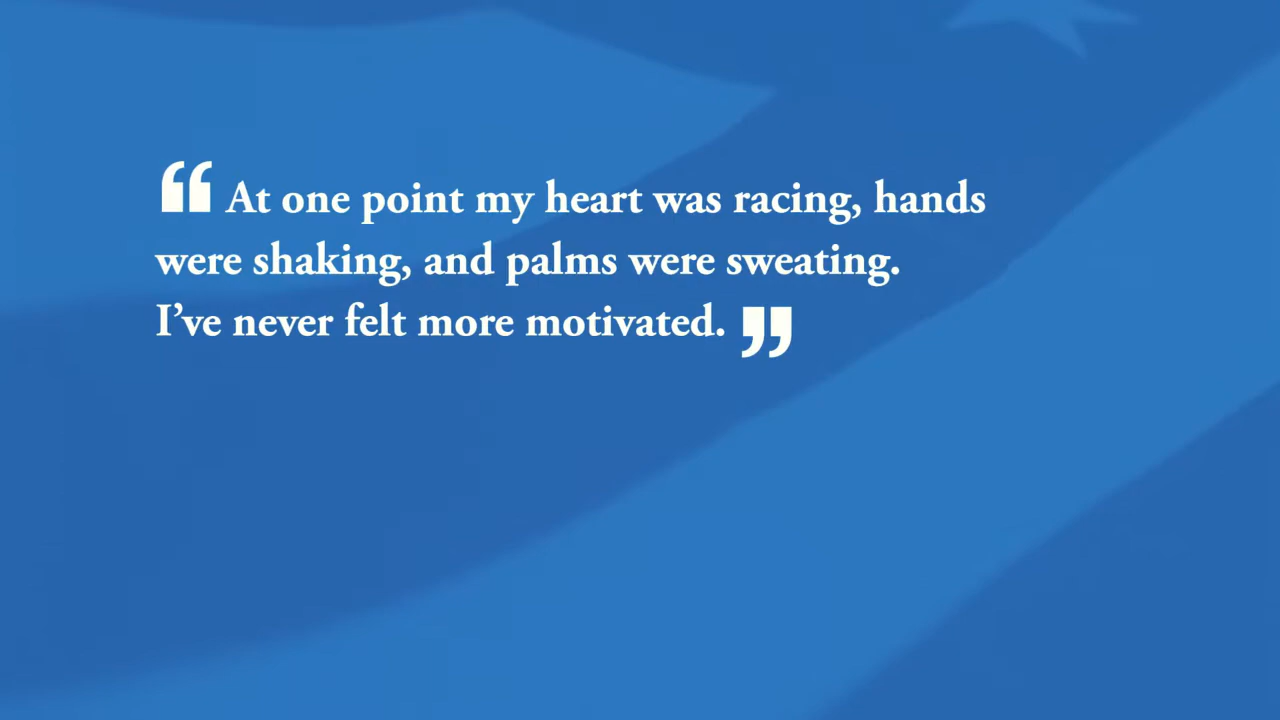 “At one point my heart was racing, hands
were shaking, and palms were sweating.
I’ve never felt more motivated.”